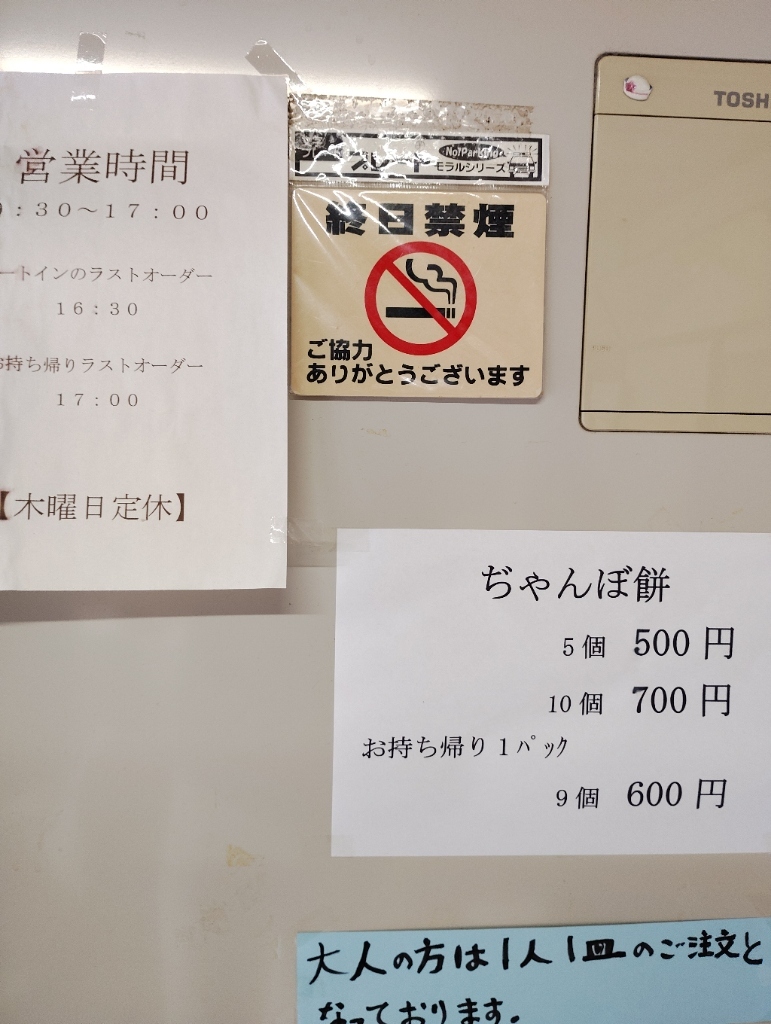 営業時間
:30～17:00
ートインのラストオーダー
16:30
お持ち帰りラストオーダー
17:00
【木曜日定休】
NoTParking
モラルシリーズ
終日禁煙
ご協力
ありがとうございます
TOSH
ぢゃんぼ餅
5個 500円
10個 700円
お持ち帰り1パック
9個 600円
大人の方は1人1皿のご注文と
なっております。